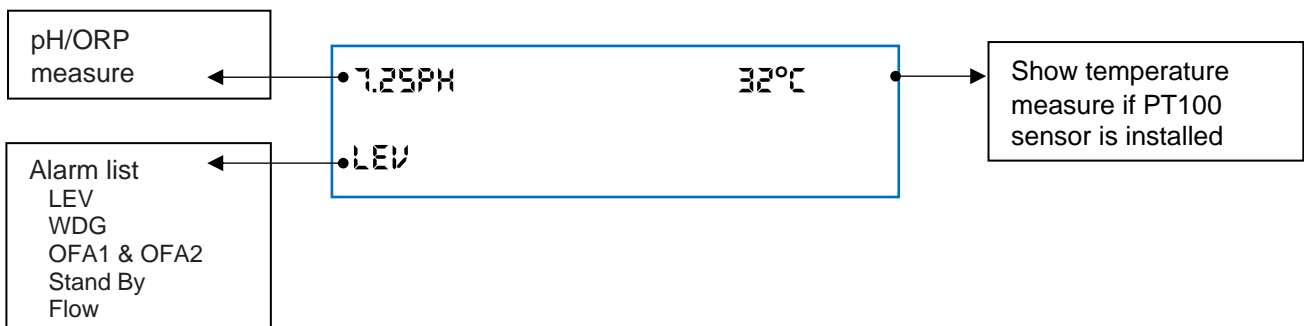 pH/ORP
measure
7.25PH 32°C
Show temperature
measure if PT100
sensor is installed
LEV
Alarm list
LEV
WDG
OFA1 & OFA2
Stand By
Flow